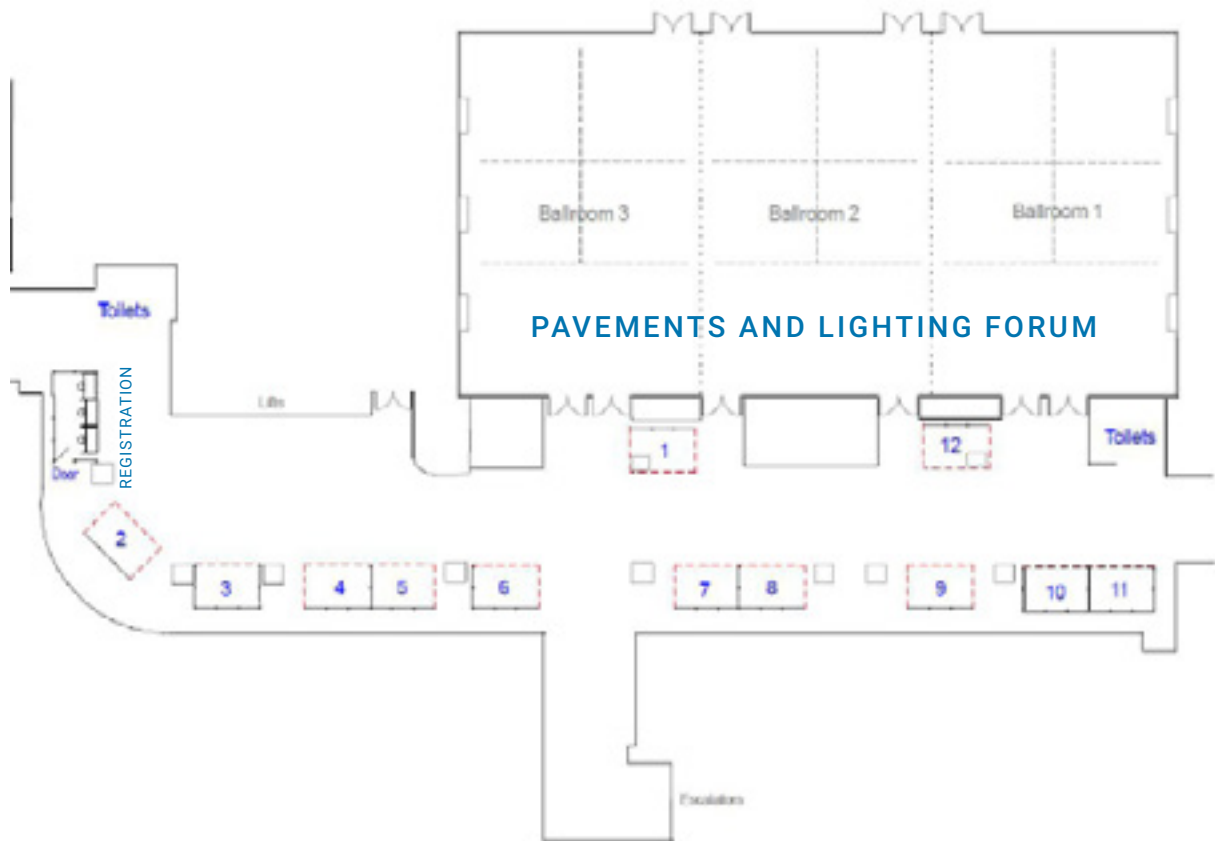 Ballroom 3
Ballroom 2
Ballroom 1
PAVEMENTS AND LIGHTING FORUM
Toilets
REGISTRATION
Lifts
Door
Toilets
1
12
2
3
4
5
6
7
8
9
10
11
Escalators